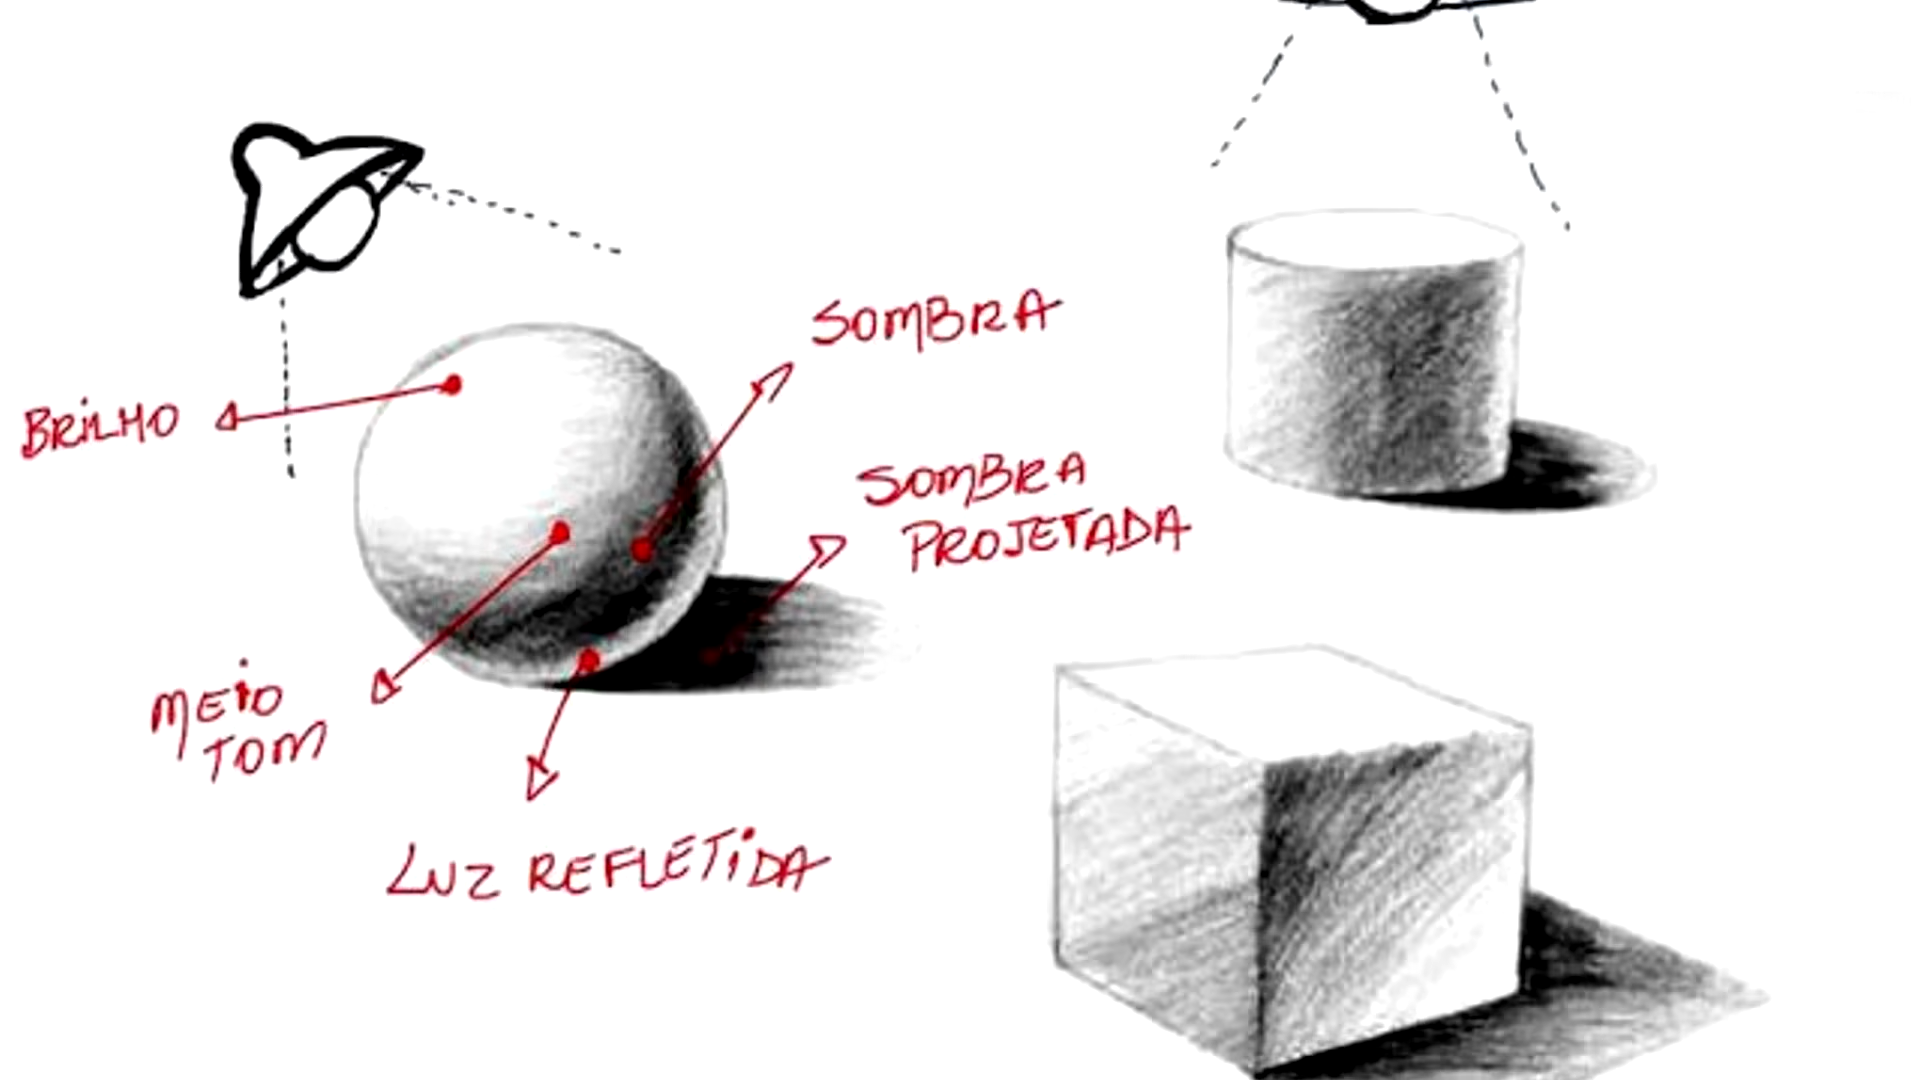 SOMBRA
BRILHO
SOMBRA
PROJETADA
MEIO
TOM
LUZ REFLETIDA